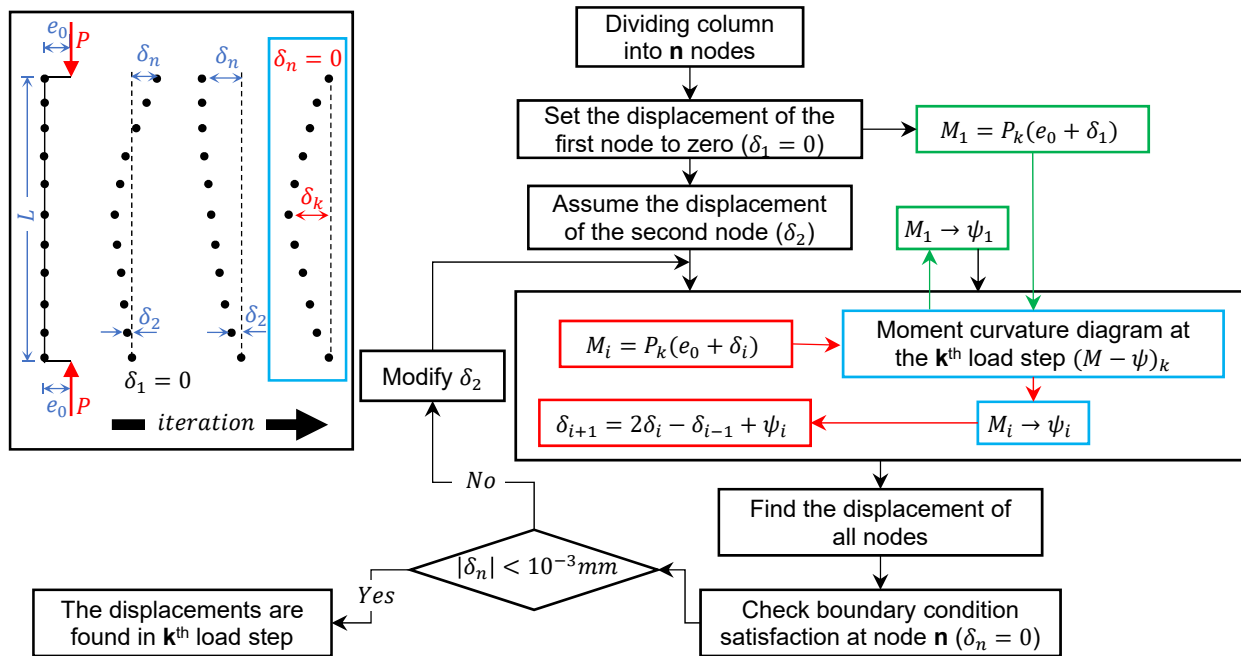 e₀
P
δₙ
δₙ
δₙ = 0
L
δₖ
δ₂
δ₂
δ₁ = 0
e₀
P
iteration
Dividing column
into n nodes
Set the displacement of the
first node to zero (δ₁ = 0)
M₁ = Pₖ(e₀ + δ₁)
Assume the displacement
of the second node (δ₂)
M₁ → ψ₁
Mᵢ = Pₖ(e₀ + δᵢ)
Moment curvature diagram at
the kᵗʰ load step (M − ψ)ₖ
δᵢ₊₁ = 2δᵢ − δᵢ₋₁ + ψᵢ
Mᵢ → ψᵢ
Modify δ₂
No
Find the displacement of
all nodes
|δₙ| < 10⁻³mm
Yes
Check boundary condition
satisfaction at node n (δₙ = 0)
The displacements are
found in kᵗʰ load step